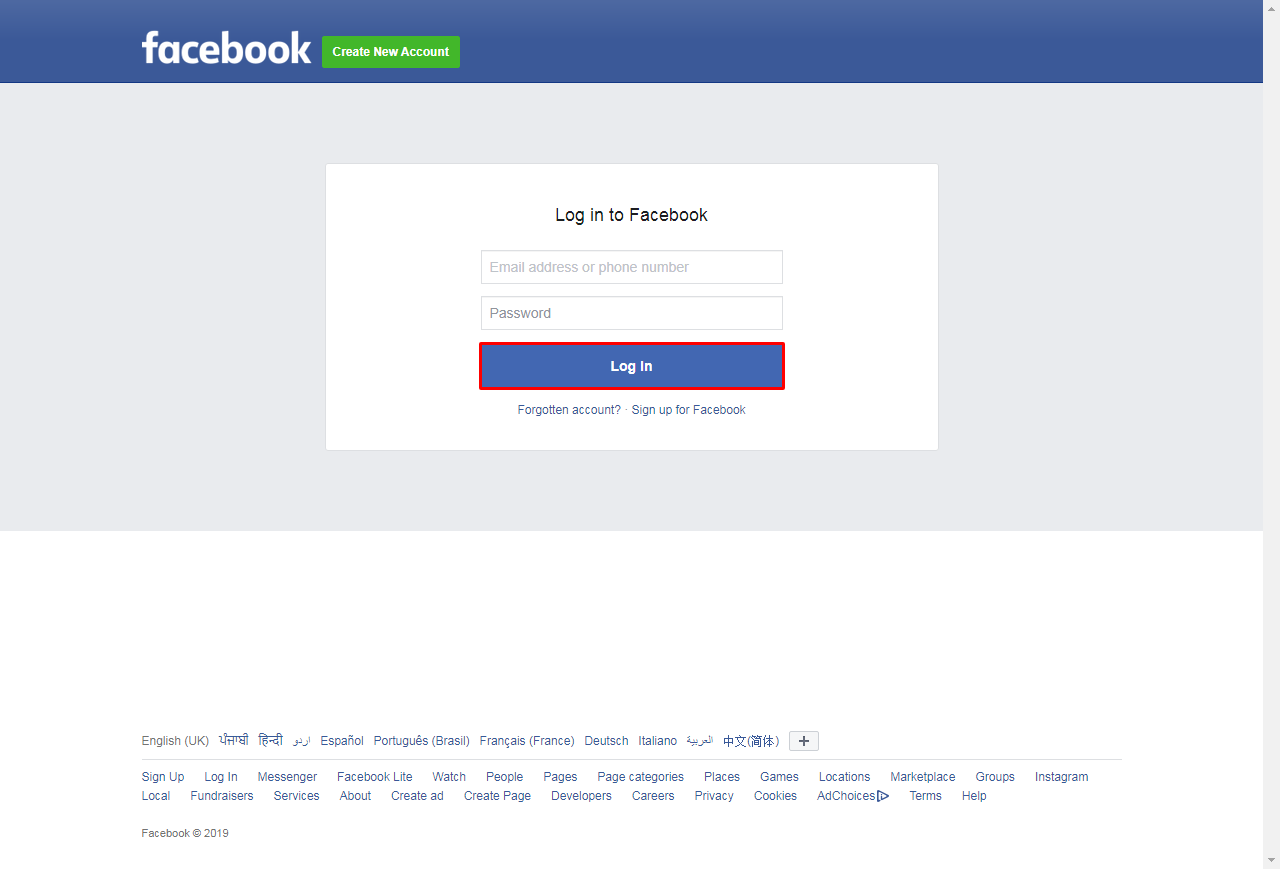 facebook Create New Account
Log in to Facebook
Email address or phone number
Password
Log In
Forgotten account? · Sign up for Facebook
English (UK) ਪੰਜਾਬੀ हिन्दी اردو Español Português (Brasil) Français (France) Deutsch Italiano العربية 中文(简体)
Sign Up Log In Messenger Facebook Lite Watch People Pages Page categories Places Games Locations Marketplace Groups Instagram
Local Fundraisers Services About Create ad Create Page Developers Careers Privacy Cookies AdChoices Terms Help
Facebook © 2019